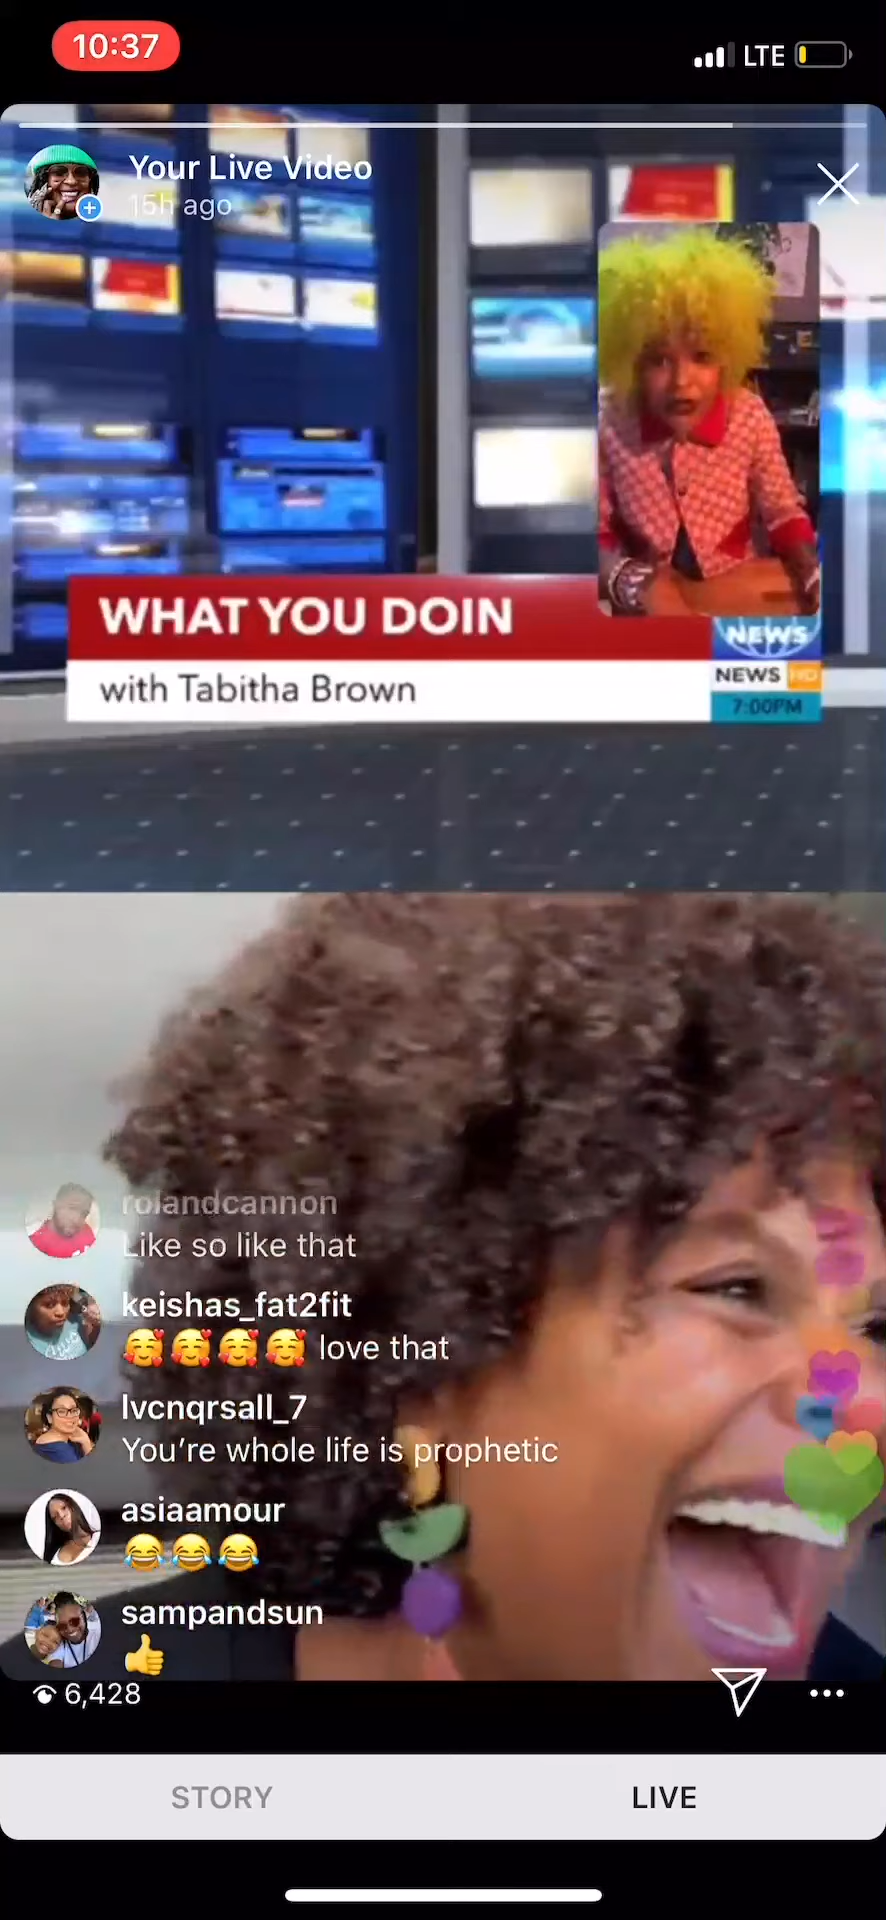 10:37
LTE
Your Live Video
15h ago
WHAT YOU DOIN
with Tabitha Brown
NEWS
NEWS HD
7:00PM
rolandcannon
Like so like that
keishas_fat2fit
🥰🥰🥰🥰 love that
lvcnqrsall_7
You’re whole life is prophetic
asiaamour
😂😂😂
sampandsun
👍
6,428
STORY
LIVE